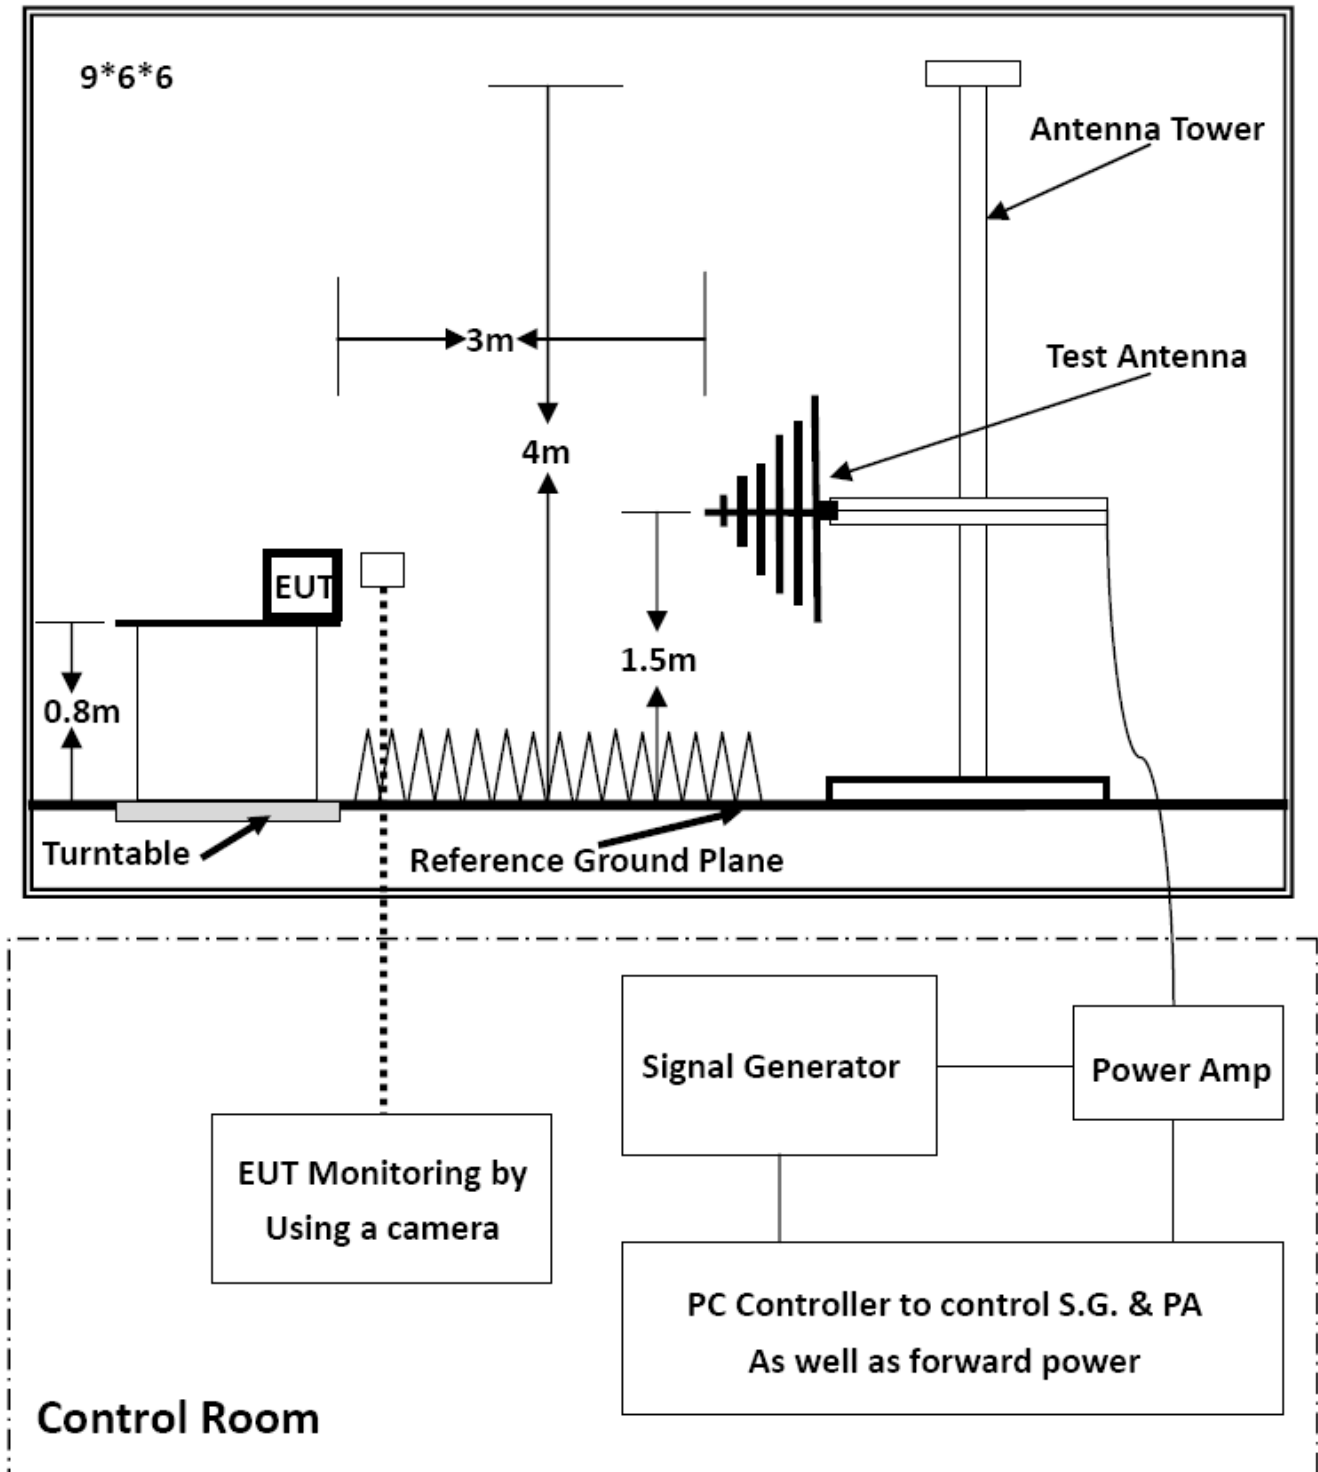 9*6*6
Antenna Tower
3m
Test Antenna
4m
EUT
1.5m
0.8m
Turntable
Reference Ground Plane
Signal Generator
Power Amp
EUT Monitoring by
Using a camera
PC Controller to control S.G. & PA
As well as forward power
Control Room